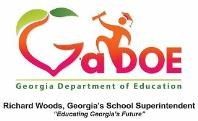 GaDOE
Georgia Department of Education
Richard Woods, Georgia's School Superintendent
"Educating Georgia's Future"